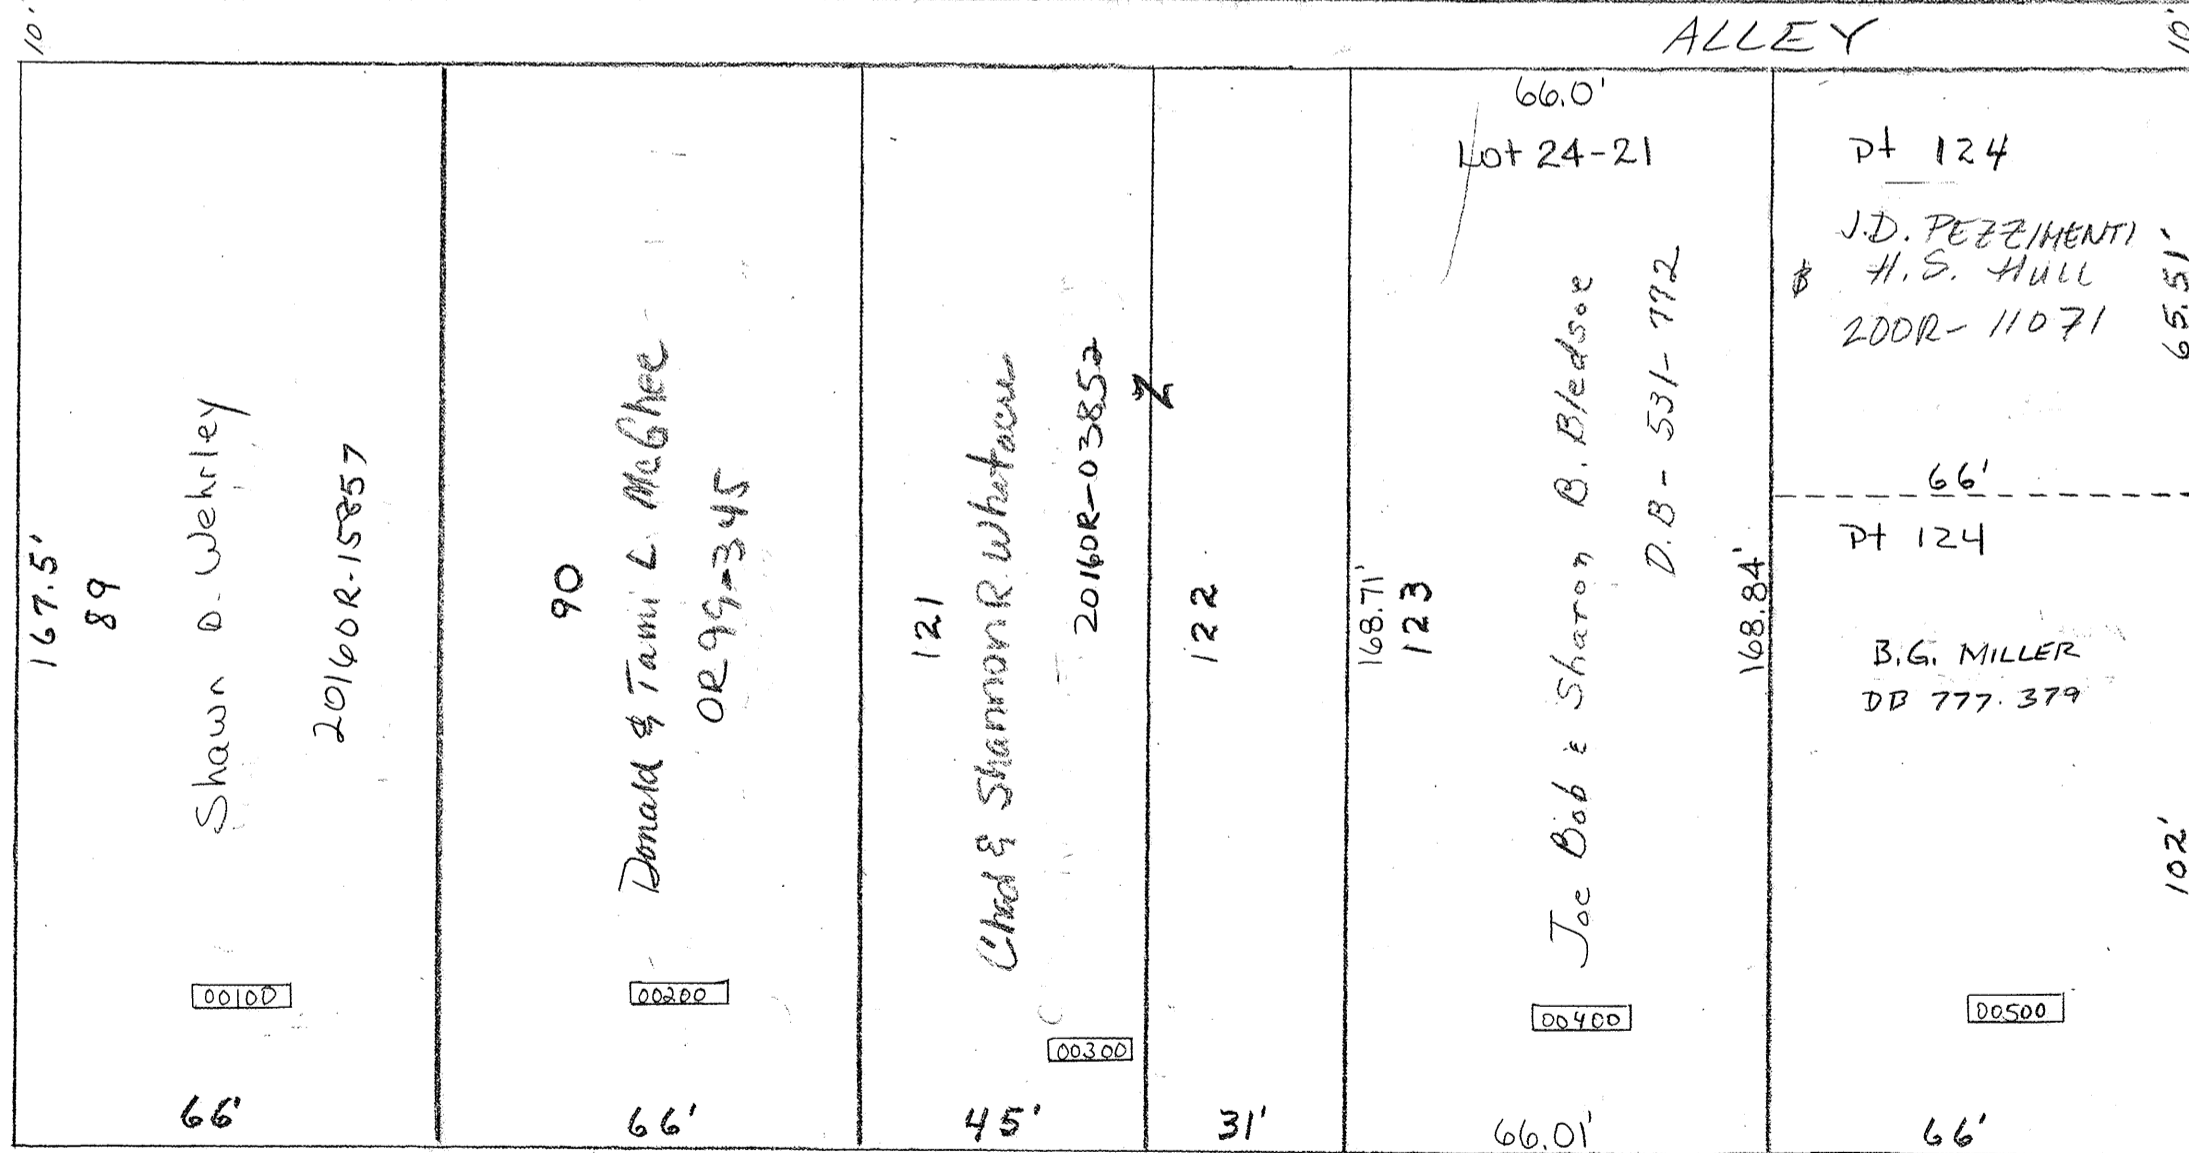 10'
ALLEY
10'
167.5'
89
Shawn D. Wehrley
20160R-15857
00100
66'
90
Donald & Tami L. McGhee
OR99-345
00200
66'
121
Chad & Shannon R.
20160R-03852
00300
45'
Z
122
31'
66.0'
Lot 24-21
168.71'
123
Joe Bob & Sharon B. Bledsoe
D.B - 531- 772
168.84'
00400
66.01'
Pt 124
J.D. PEZZIMENTI
& H.S. HULL
200R- 11071
65.51'
66'
Pt 124
B.G. MILLER
DB 777. 379
102'
00500
66'